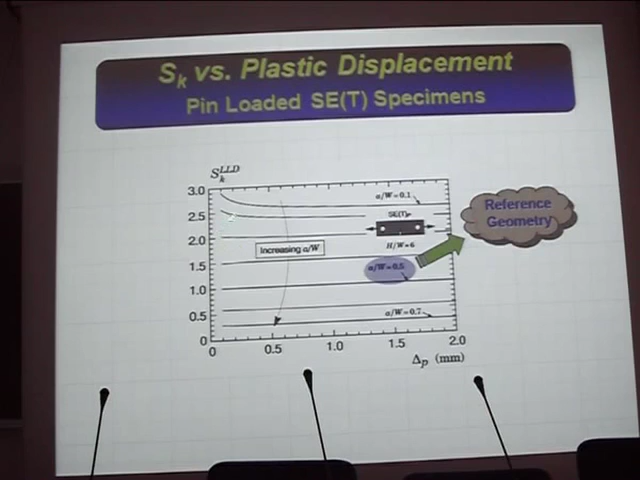 Sk vs. Plastic Displacement
Pin Loaded SE(T) Specimens
SkLLD
3.0
2.5
2.0
1.5
1.0
0.5
0
0 0.5 1.0 1.5 2.0
Δp (mm)
a/W=0.1
SE(T)P
H/W=6
Increasing a/W
a/W=0.5
a/W=0.7
Reference
Geometry